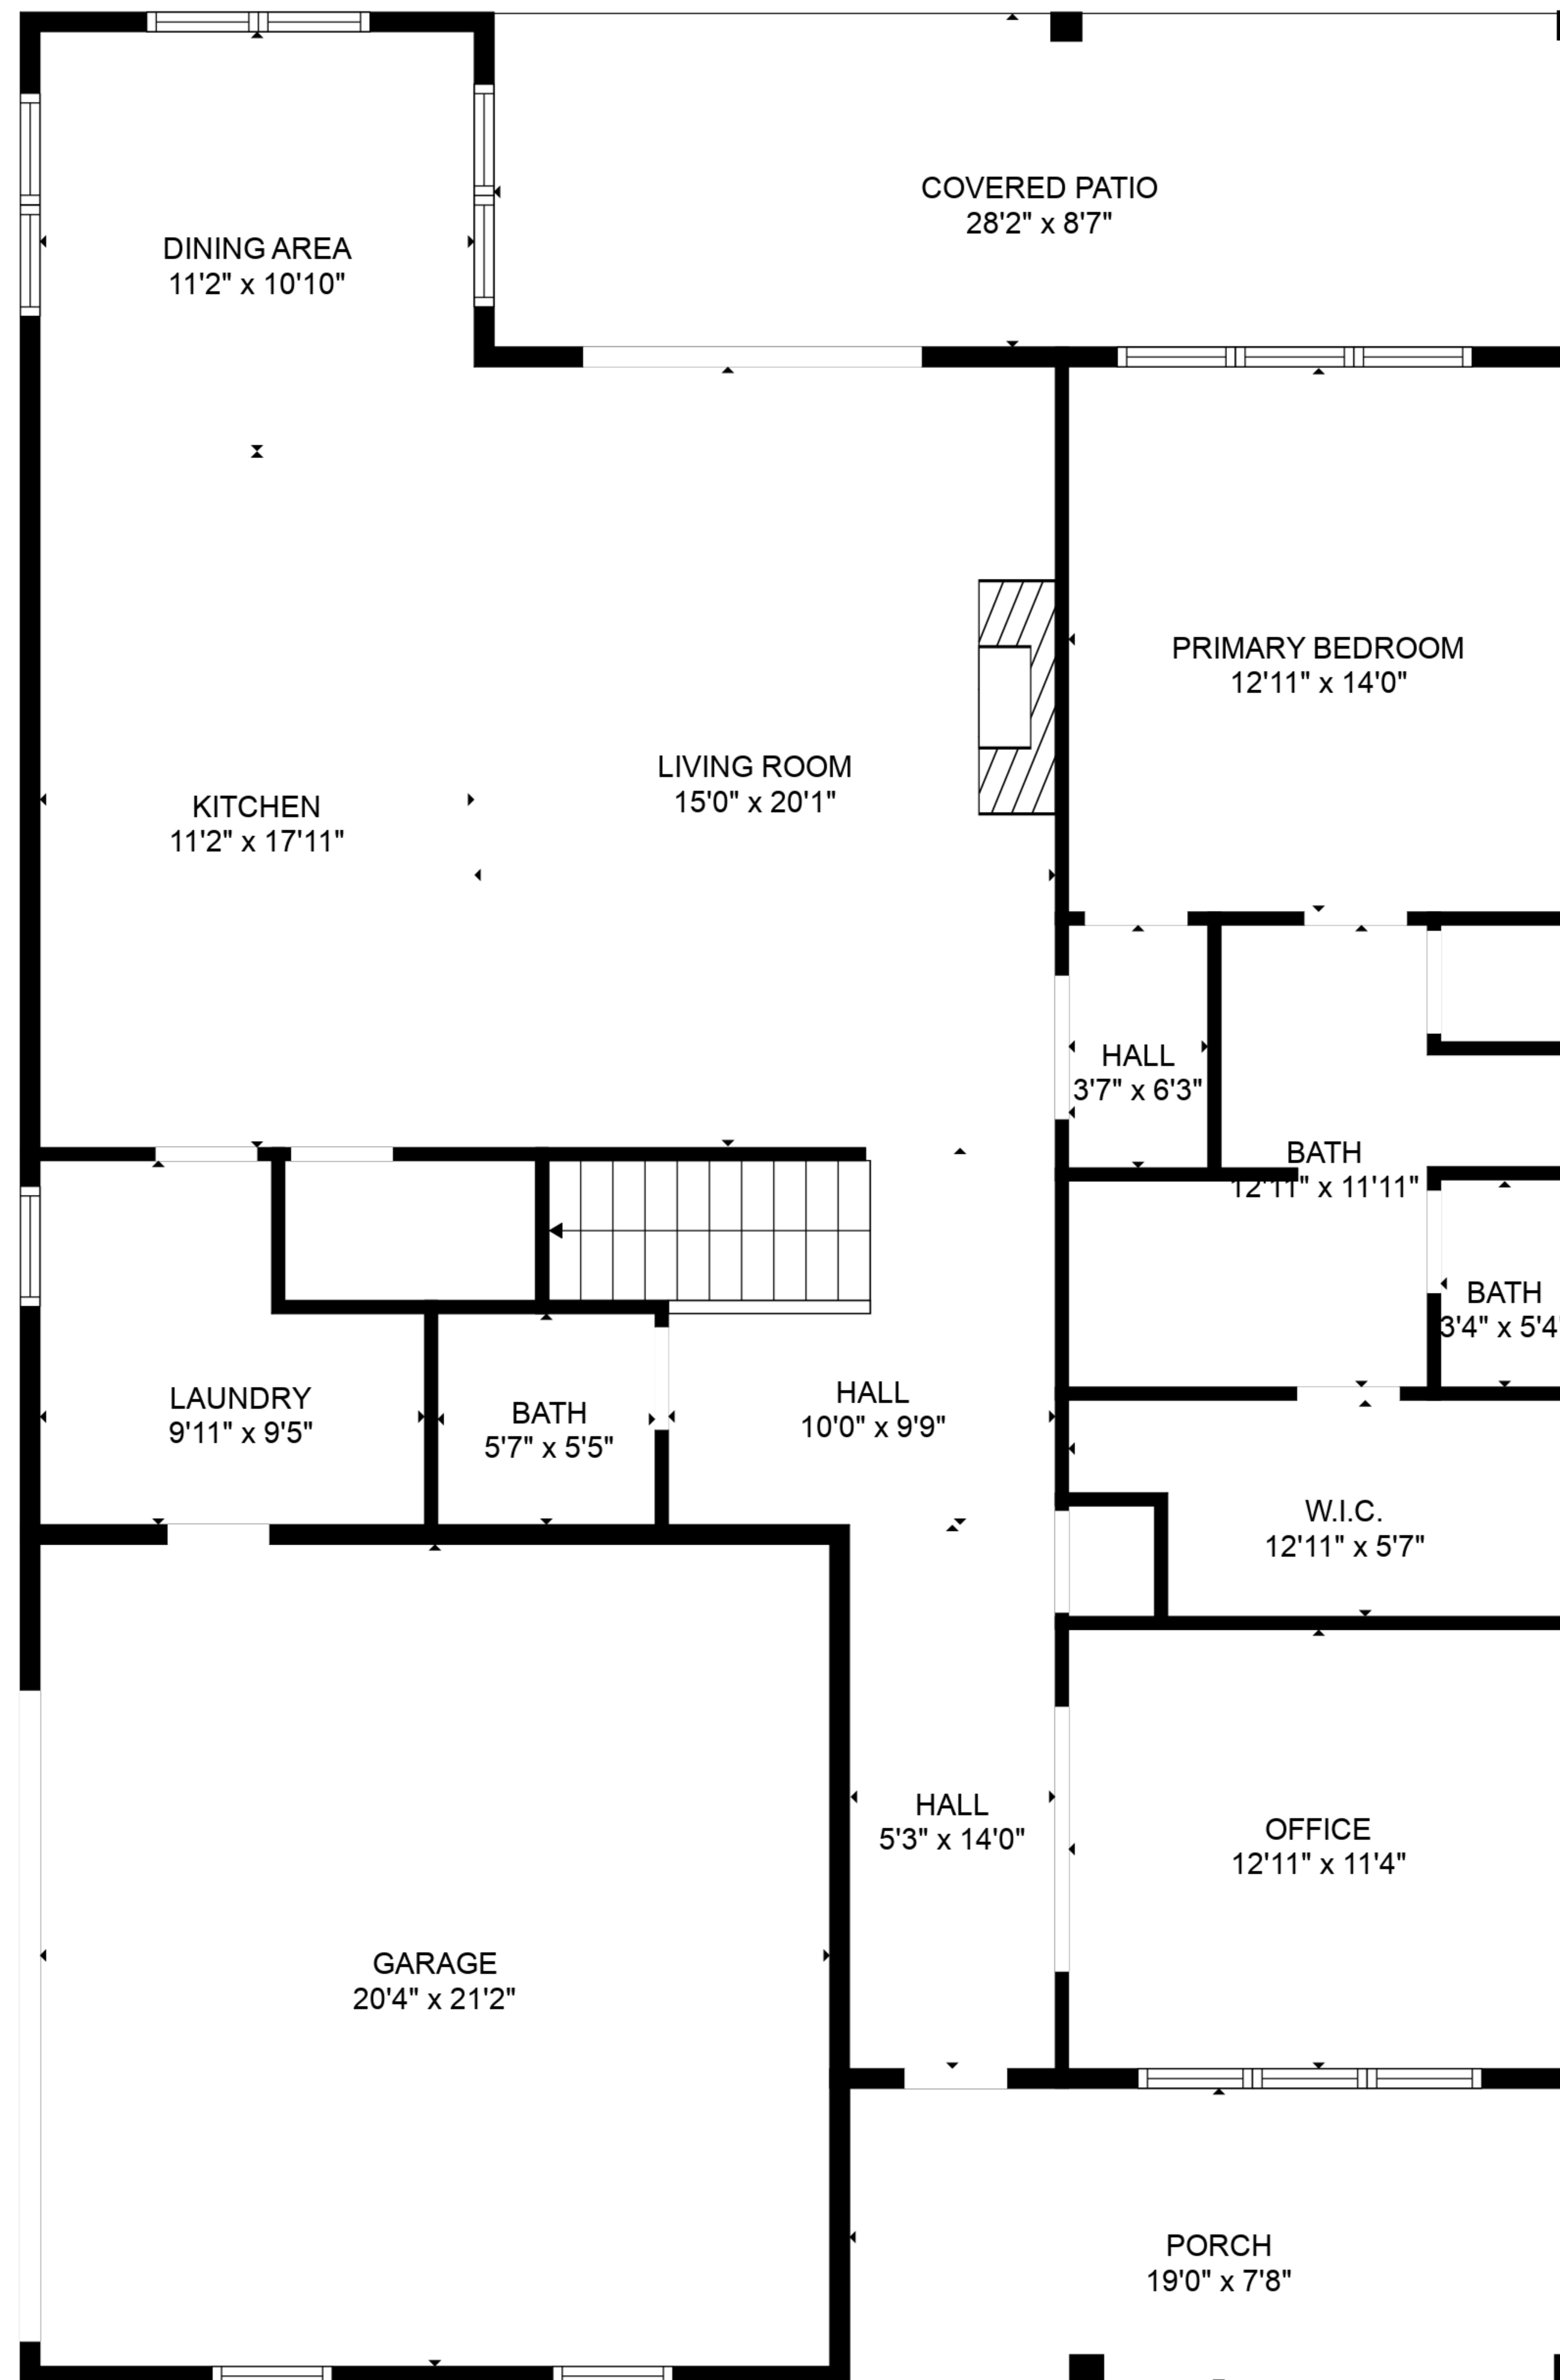 COVERED PATIO
28'2" x 8'7"
DINING AREA
11'2" x 10'10"
PRIMARY BEDROOM
12'11" x 14'0"
LIVING ROOM
15'0" x 20'1"
KITCHEN
11'2" x 17'11"
HALL
3'7" x 6'3"
BATH
12'11" x 11'11"
BATH
3'4" x 5'4"
LAUNDRY
9'11" x 9'5"
BATH
5'7" x 5'5"
HALL
10'0" x 9'9"
W.I.C.
12'11" x 5'7"
HALL
5'3" x 14'0"
OFFICE
12'11" x 11'4"
GARAGE
20'4" x 21'2"
PORCH
19'0" x 7'8"